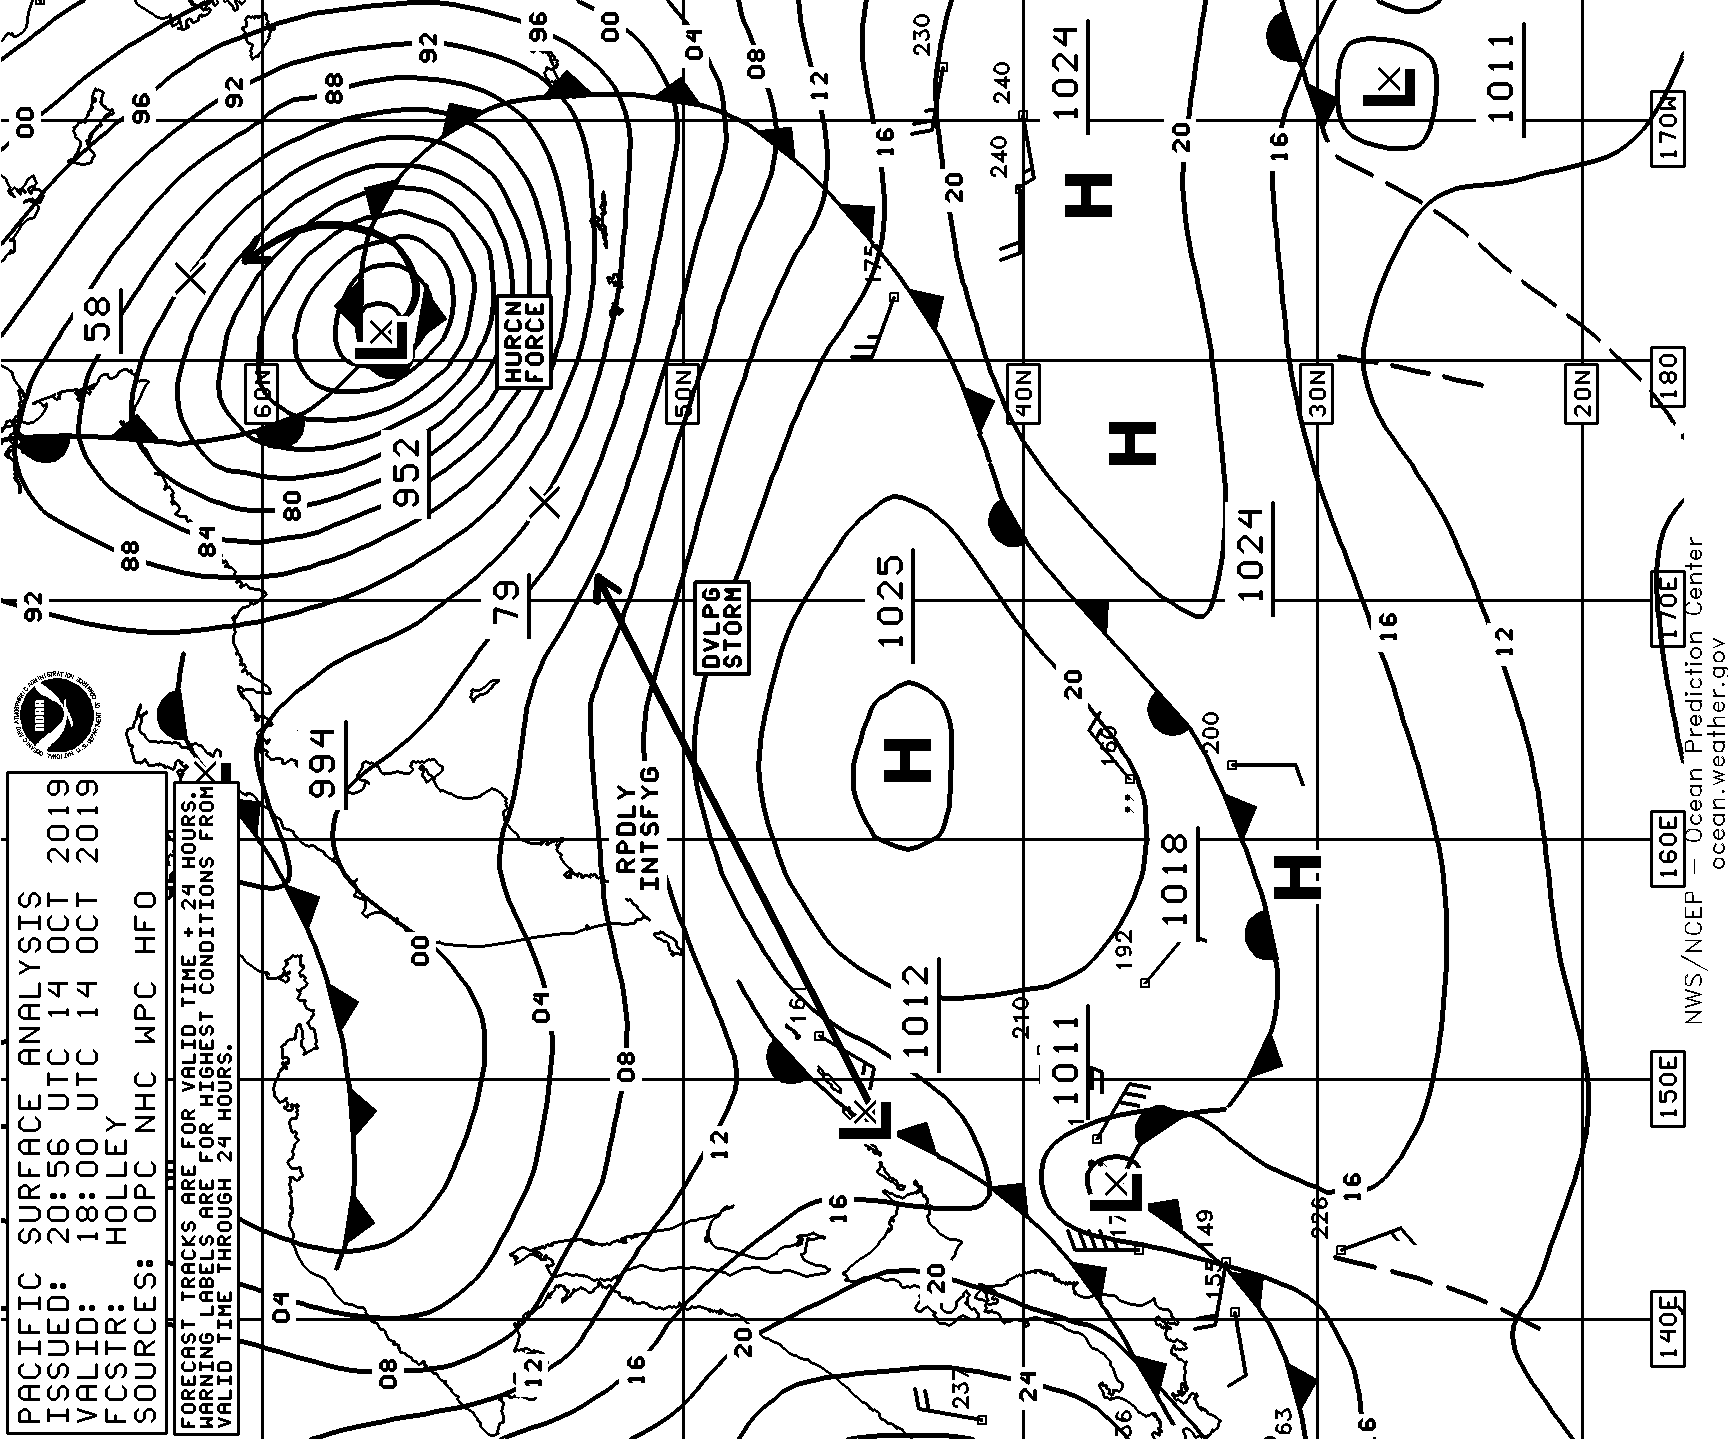 PACIFIC SURFACE ANALYSIS
ISSUED: 20:56 UTC 14 OCT 2019
VALID: 18:00 UTC 14 OCT 2019
FCSTR: HOLLEY
SOURCES: OPC NHC WPC HFO
FORECAST TRACKS ARE FOR VALID TIME + 24 HOURS.
WARNING LABELS ARE FOR HIGHEST CONDITIONS FROM
VALID TIME THROUGH 24 HOURS.
NOAA
00
96
92
88
92
96
00
04
08
12
16
20
230
240
240
1024
H
20
16
L
1011
170W
58
L
HURCN
FORCE
175
60N
50N
40N
30N
20N
180
952
80
84
88
92
79
H
1024
1025
DVLPG
STORM
20
16
12
170E
H
994
RPDLY
INTSFYG
160
200
1018
H
160E
00
04
08
12
192
210
1012
1011
L
L
150E
16
16
226
149
155
20
04
08
12
16
20
24
237
140E
36
63
6
NWS/NCEP – Ocean Prediction Center
ocean.weather.gov